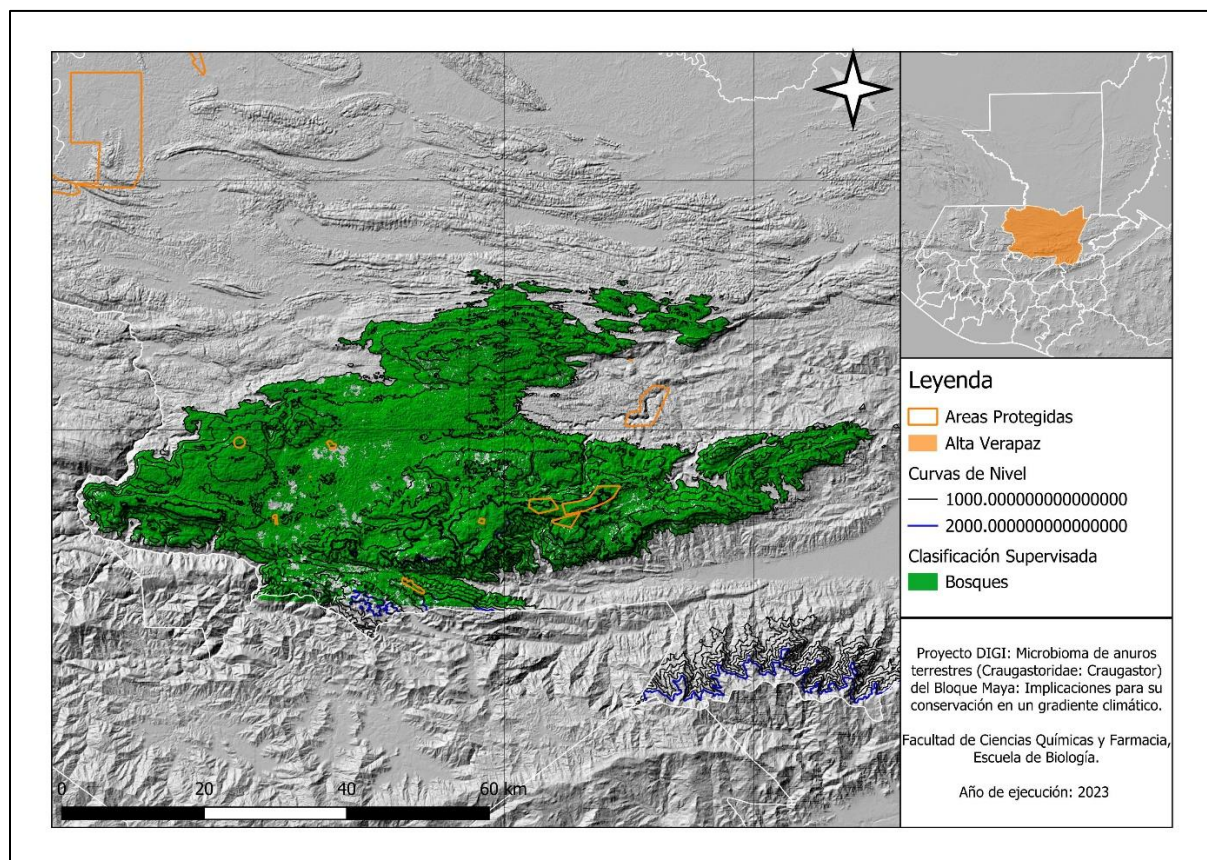 Leyenda
Areas Protegidas
Alta Verapaz
Curvas de Nivel
1000.000000000000000
2000.000000000000000
Clasificación Supervisada
Bosques
Proyecto DIGI: Microbioma de anuros
terrestres (Craugastoridae: Craugastor)
del Bloque Maya: Implicaciones para su
conservación en un gradiente climático.
Facultad de Ciencias Químicas y Farmacia,
Escuela de Biología.
Año de ejecución: 2023
0 20 40 60 km